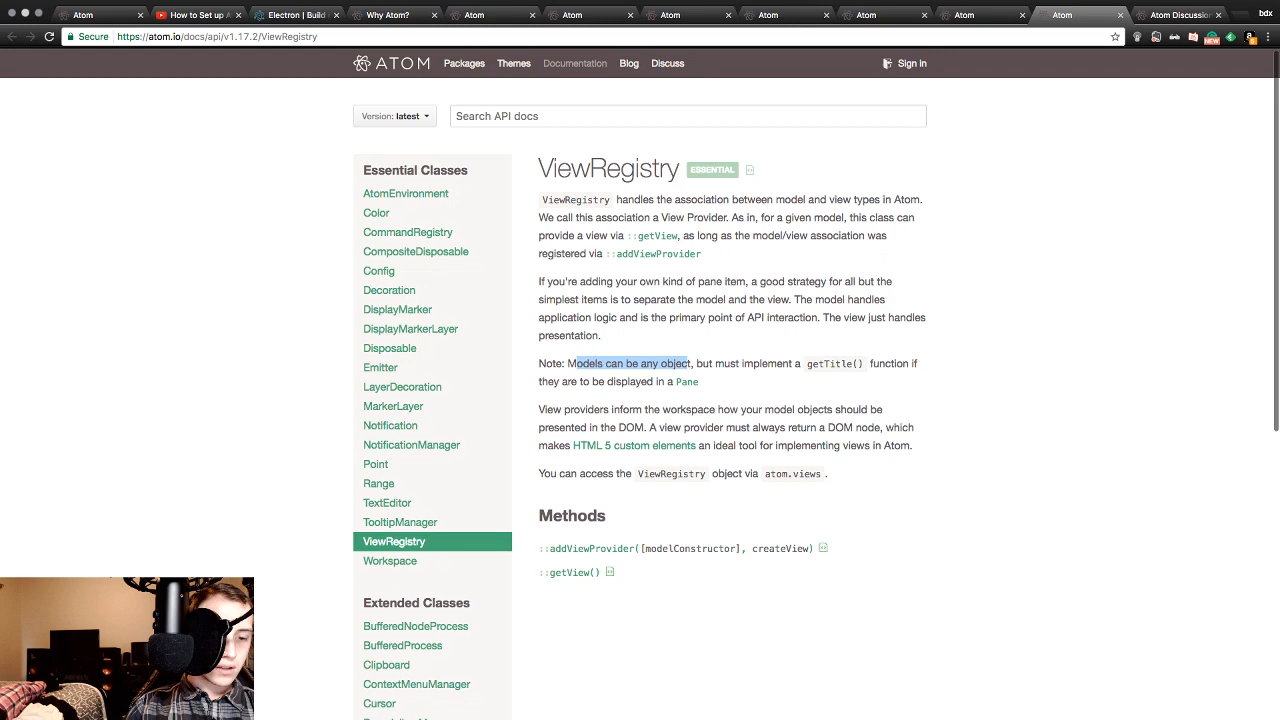 Atom
How to Set up A
Electron | Build
Why Atom?
Atom
Atom
Atom
Atom
Atom
Atom
Atom
Atom Discussion
bdx
Secure
https://atom.io/docs/api/v1.17.2/ViewRegistry
NEW
ATOM
Packages
Themes
Documentation
Blog
Discuss
Sign in
Version: latest
Search API docs
Essential Classes
AtomEnvironment
Color
CommandRegistry
CompositeDisposable
Config
Decoration
DisplayMarker
DisplayMarkerLayer
Disposable
Emitter
LayerDecoration
MarkerLayer
Notification
NotificationManager
Point
Range
TextEditor
TooltipManager
ViewRegistry
Workspace
Extended Classes
BufferedNodeProcess
BufferedProcess
Clipboard
ContextMenuManager
Cursor
ViewRegistry ESSENTIAL
ViewRegistry handles the association between model and view types in Atom.
We call this association a View Provider. As in, for a given model, this class can
provide a view via ::getView, as long as the model/view association was
registered via ::addViewProvider
If you're adding your own kind of pane item, a good strategy for all but the
simplest items is to separate the model and the view. The model handles
application logic and is the primary point of API interaction. The view just handles
presentation.
Note: Models can be any object, but must implement a getTitle() function if
they are to be displayed in a Pane
View providers inform the workspace how your model objects should be
presented in the DOM. A view provider must always return a DOM node, which
makes HTML 5 custom elements an ideal tool for implementing views in Atom.
You can access the ViewRegistry object via atom.views.
Methods
::addViewProvider([modelConstructor], createView)
::getView()